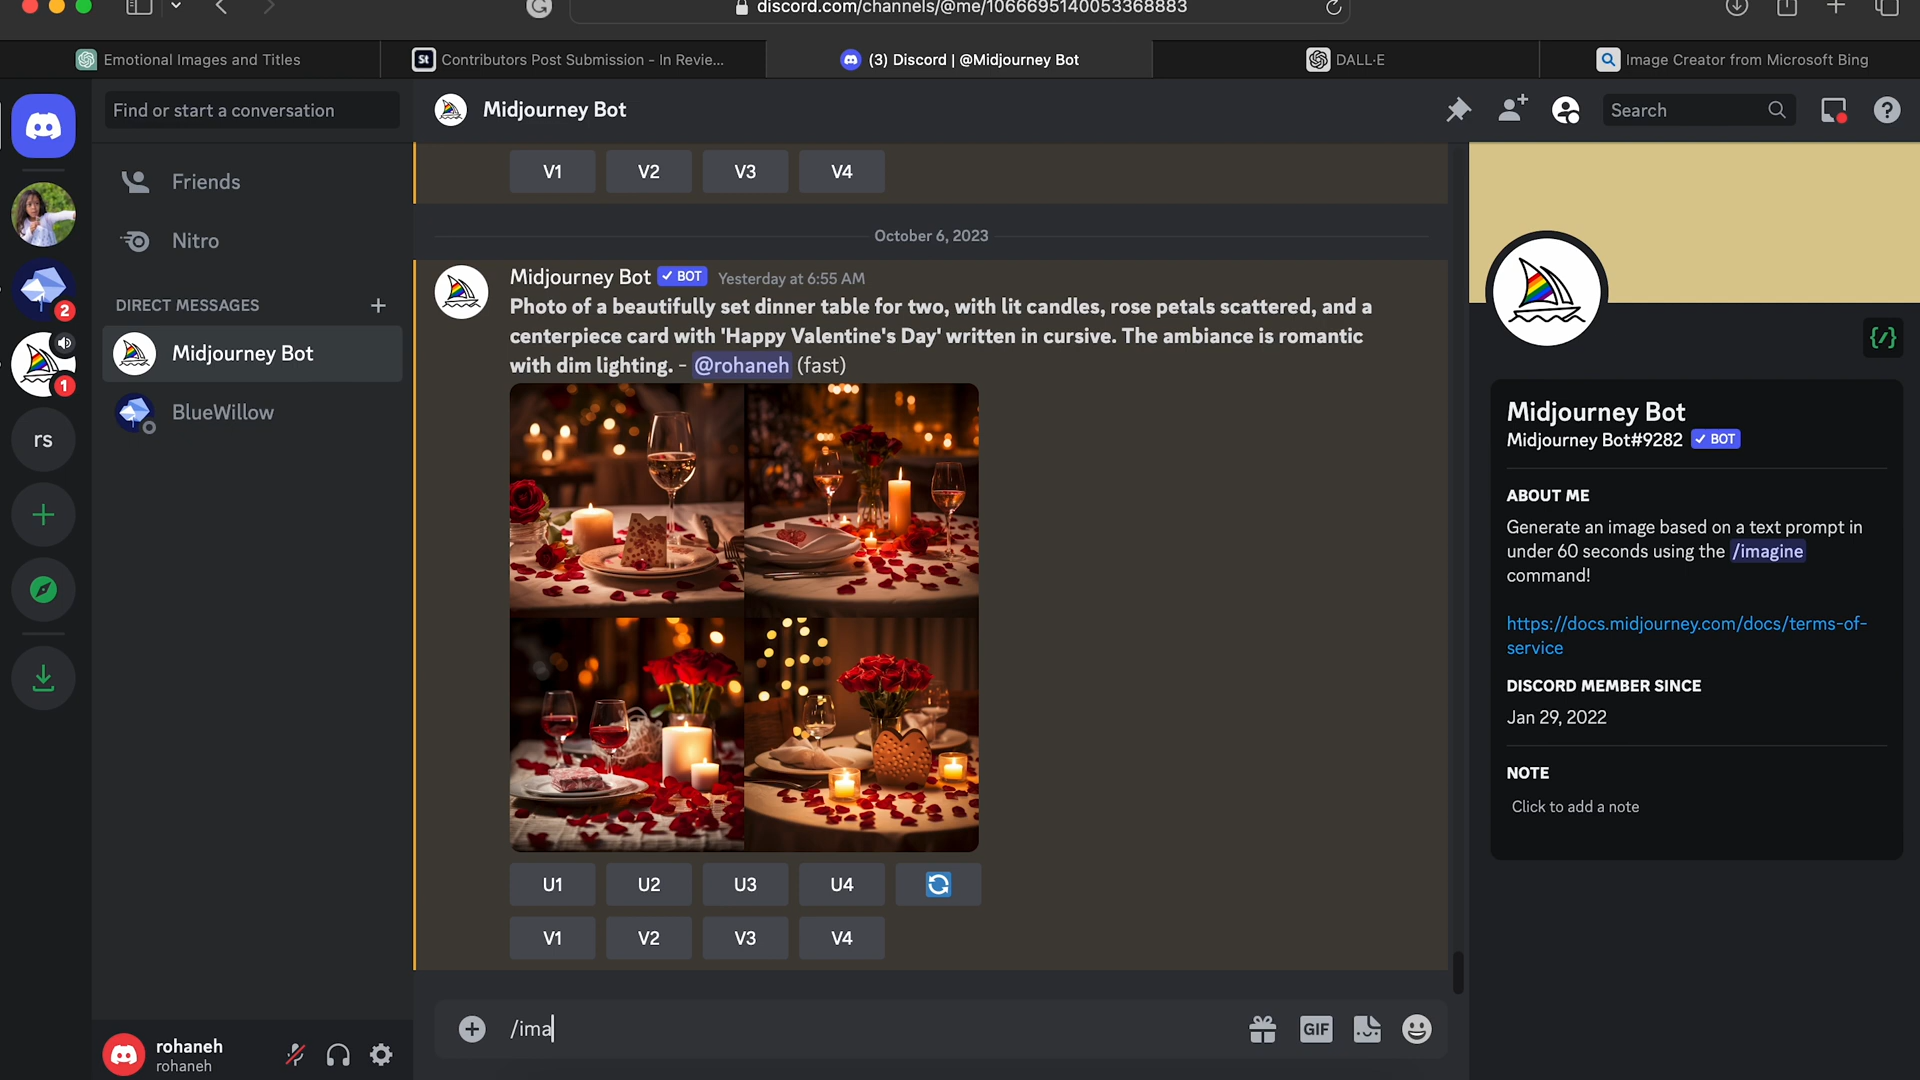 discord.com/channels/@me/1066695140053368883
Emotional Images and Titles
St
Contributors Post Submission - In Revie...
(3) Discord | @Midjourney Bot
DALL·E
Image Creator from Microsoft Bing
Find or start a conversation
Midjourney Bot
Search
Friends
Nitro
DIRECT MESSAGES
Midjourney Bot
BlueWillow
2
1
rs
V1 V2 V3 V4
October 6, 2023
Midjourney Bot ✓ BOT Yesterday at 6:55 AM
Photo of a beautifully set dinner table for two, with lit candles, rose petals scattered, and a
centerpiece card with 'Happy Valentine's Day' written in cursive. The ambiance is romantic
with dim lighting. - @rohaneh (fast)
U1 U2 U3 U4
V1 V2 V3 V4
/ima
GIF
rohaneh
rohaneh
{/}
Midjourney Bot
Midjourney Bot#9282 ✓ BOT
ABOUT ME
Generate an image based on a text prompt in
under 60 seconds using the /imagine
command!
https://docs.midjourney.com/docs/terms-of-
service
DISCORD MEMBER SINCE
Jan 29, 2022
NOTE
Click to add a note